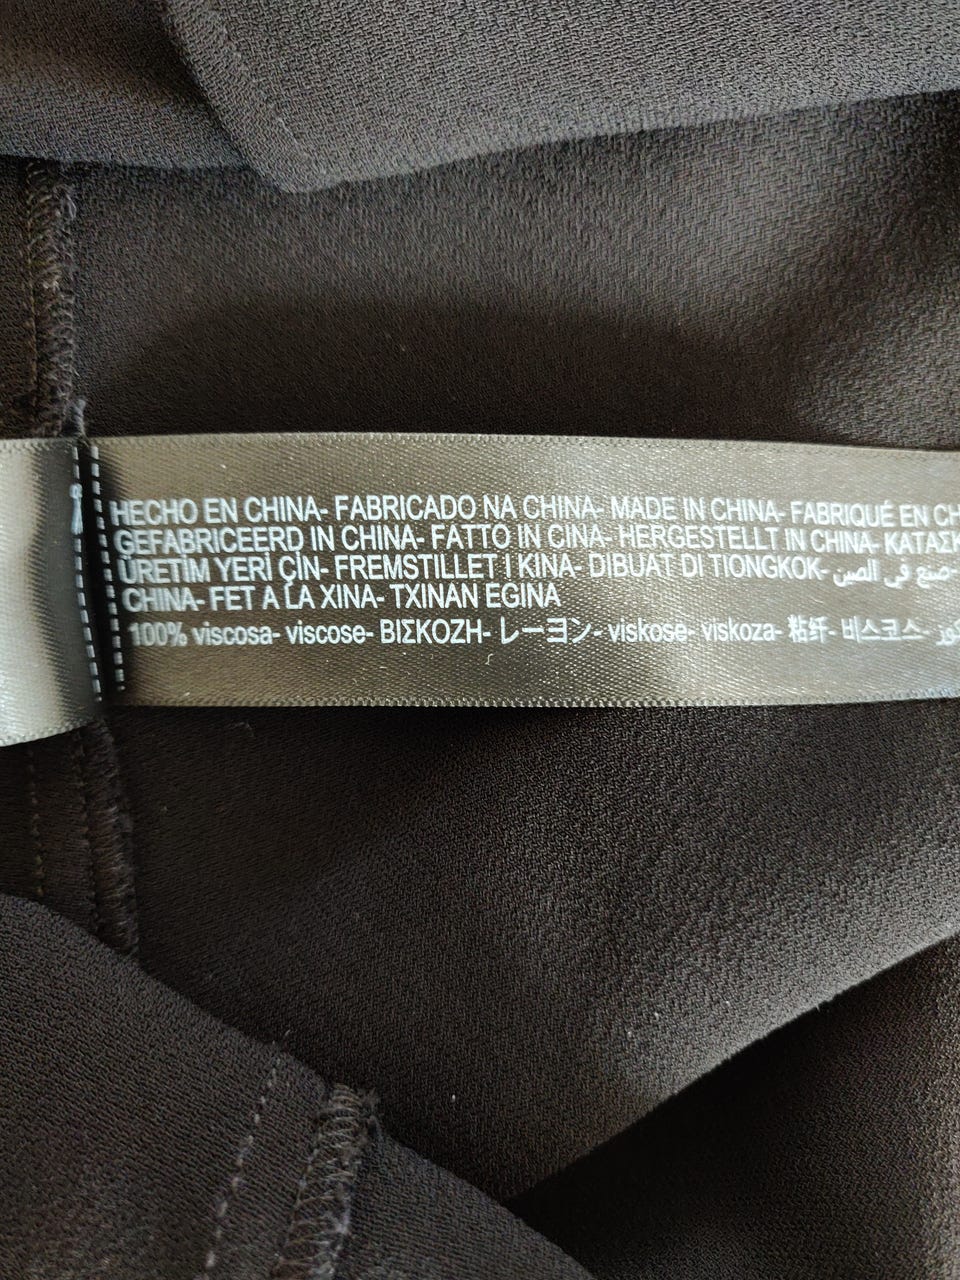 HECHO EN CHINA- FABRICADO NA CHINA- MADE IN CHINA- FABRIQUÉ EN CH
GEFABRICEERD IN CHINA- FATTO IN CINA- HERGESTELLT IN CHINA- ΚΑΤΑΣΚ
ÜRETİM YERİ ÇİN- FREMSTILLET I KINA- DIBUAT DI TIONGKOK- صنع في الصين-
CHINA- FET A LA XINA- TXINAN EGINA
100% viscosa- viscose- ΒΙΣΚΟΖΗ- レーヨン- viskose- viskoza- 粘纤- 비스코스-